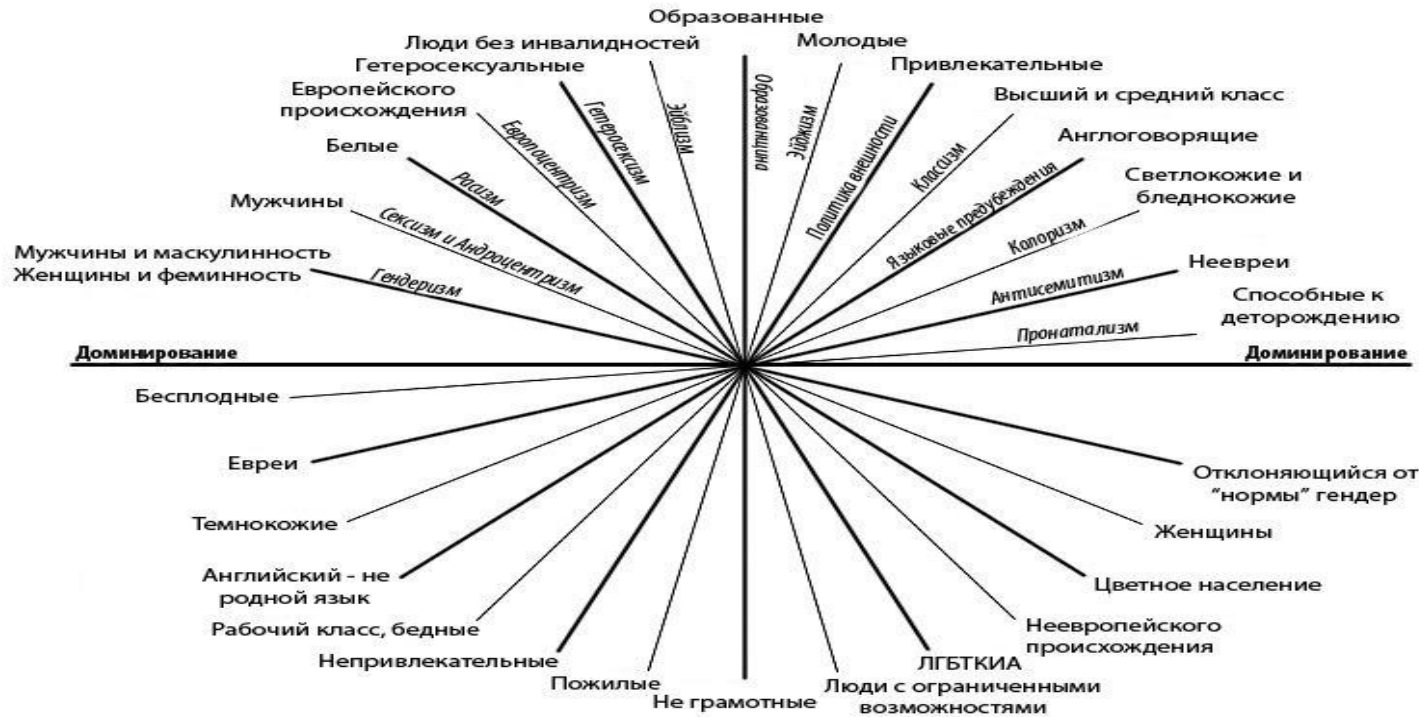 Образованные
Люди без инвалидностей
Молодые
Гетеросексуальные
Привлекательные
Европейского
происхождения
Высший и средний класс
Белые
Англоговорящие
Мужчины
Светлокожие и
бледнокожие
Мужчины и маскулинность
Женщины и феминность
Неевреи
Способные к
деторождению
Гендеризм
Сексизм и Андроцентризм
Расизм
Европоцентризм
Гетеросексизм
Эйблизм
Образованщина
Эйджизм
Политика внешности
Классизм
Языковые предубеждения
Колоризм
Антисемитизм
Пронатализм
Доминирование
Доминирование
Бесплодные
Евреи
Темнокожие
Английский - не
родной язык
Рабочий класс, бедные
Непривлекательные
Пожилые
Не грамотные
Люди с ограниченными
возможностями
ЛГБТКИА
Неевропейского
происхождения
Цветное население
Женщины
Отклоняющийся от
"нормы" гендер